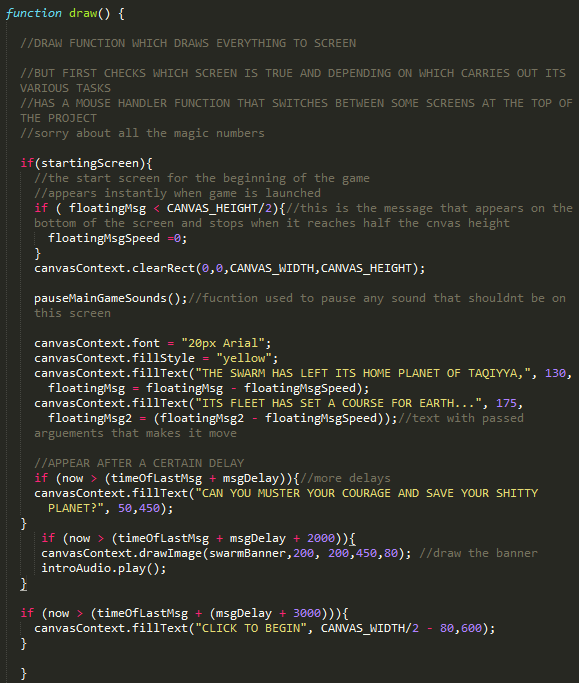 function draw() {
//DRAW FUNCTION WHICH DRAWS EVERYTHING TO SCREEN
//BUT FIRST CHECKS WHICH SCREEN IS TRUE AND DEPENDING ON WHICH CARRIES OUT ITS
VARIOUS TASKS
//HAS A MOUSE HANDLER FUNCTION THAT SWITCHES BETWEEN SOME SCREENS AT THE TOP OF
THE PROJECT
//sorry about all the magic numbers
if(startingScreen){
//the start screen for the beginning of the game
//appears instantly when game is launched
if ( floatingMsg < CANVAS_HEIGHT/2){//this is the message that appears on the
bottom of the screen and stops when it reaches half the cnvas height
floatingMsgSpeed =0;
}
canvasContext.clearRect(0,0,CANVAS_WIDTH,CANVAS_HEIGHT);
pauseMainGameSounds();//fucntion used to pause any sound that shouldnt be on
this screen
canvasContext.font = "20px Arial";
canvasContext.fillStyle = "yellow";
canvasContext.fillText("THE SWARM HAS LEFT ITS HOME PLANET OF TAQIYYA,", 130,
floatingMsg = floatingMsg - floatingMsgSpeed);
canvasContext.fillText("ITS FLEET HAS SET A COURSE FOR EARTH...", 175,
floatingMsg2 = (floatingMsg2 - floatingMsgSpeed));//text with passed
arguements that makes it move
//APPEAR AFTER A CERTAIN DELAY
if (now > (timeOfLastMsg + msgDelay)){//more delays
canvasContext.fillText("CAN YOU MUSTER YOUR COURAGE AND SAVE YOUR SHITTY
PLANET?", 50,450);
}
if (now > (timeOfLastMsg + msgDelay + 2000)){
canvasContext.drawImage(swarmBanner,200, 200,450,80); //draw the banner
introAudio.play();
}
if (now > (timeOfLastMsg + (msgDelay + 3000))){
canvasContext.fillText("CLICK TO BEGIN", CANVAS_WIDTH/2 - 80,600);
}
}